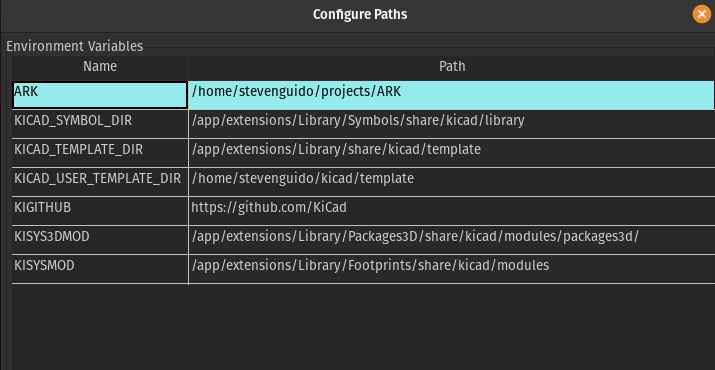 Configure Paths
Environment Variables
Name Path
ARK /home/stevenguido/projects/ARK
KICAD_SYMBOL_DIR /app/extensions/Library/Symbols/share/kicad/library
KICAD_TEMPLATE_DIR /app/extensions/Library/share/kicad/template
KICAD_USER_TEMPLATE_DIR /home/stevenguido/kicad/template
KIGITHUB https://github.com/KiCad
KISYS3DMOD /app/extensions/Library/Packages3D/share/kicad/modules/packages3d/
KISYSMOD /app/extensions/Library/Footprints/share/kicad/modules